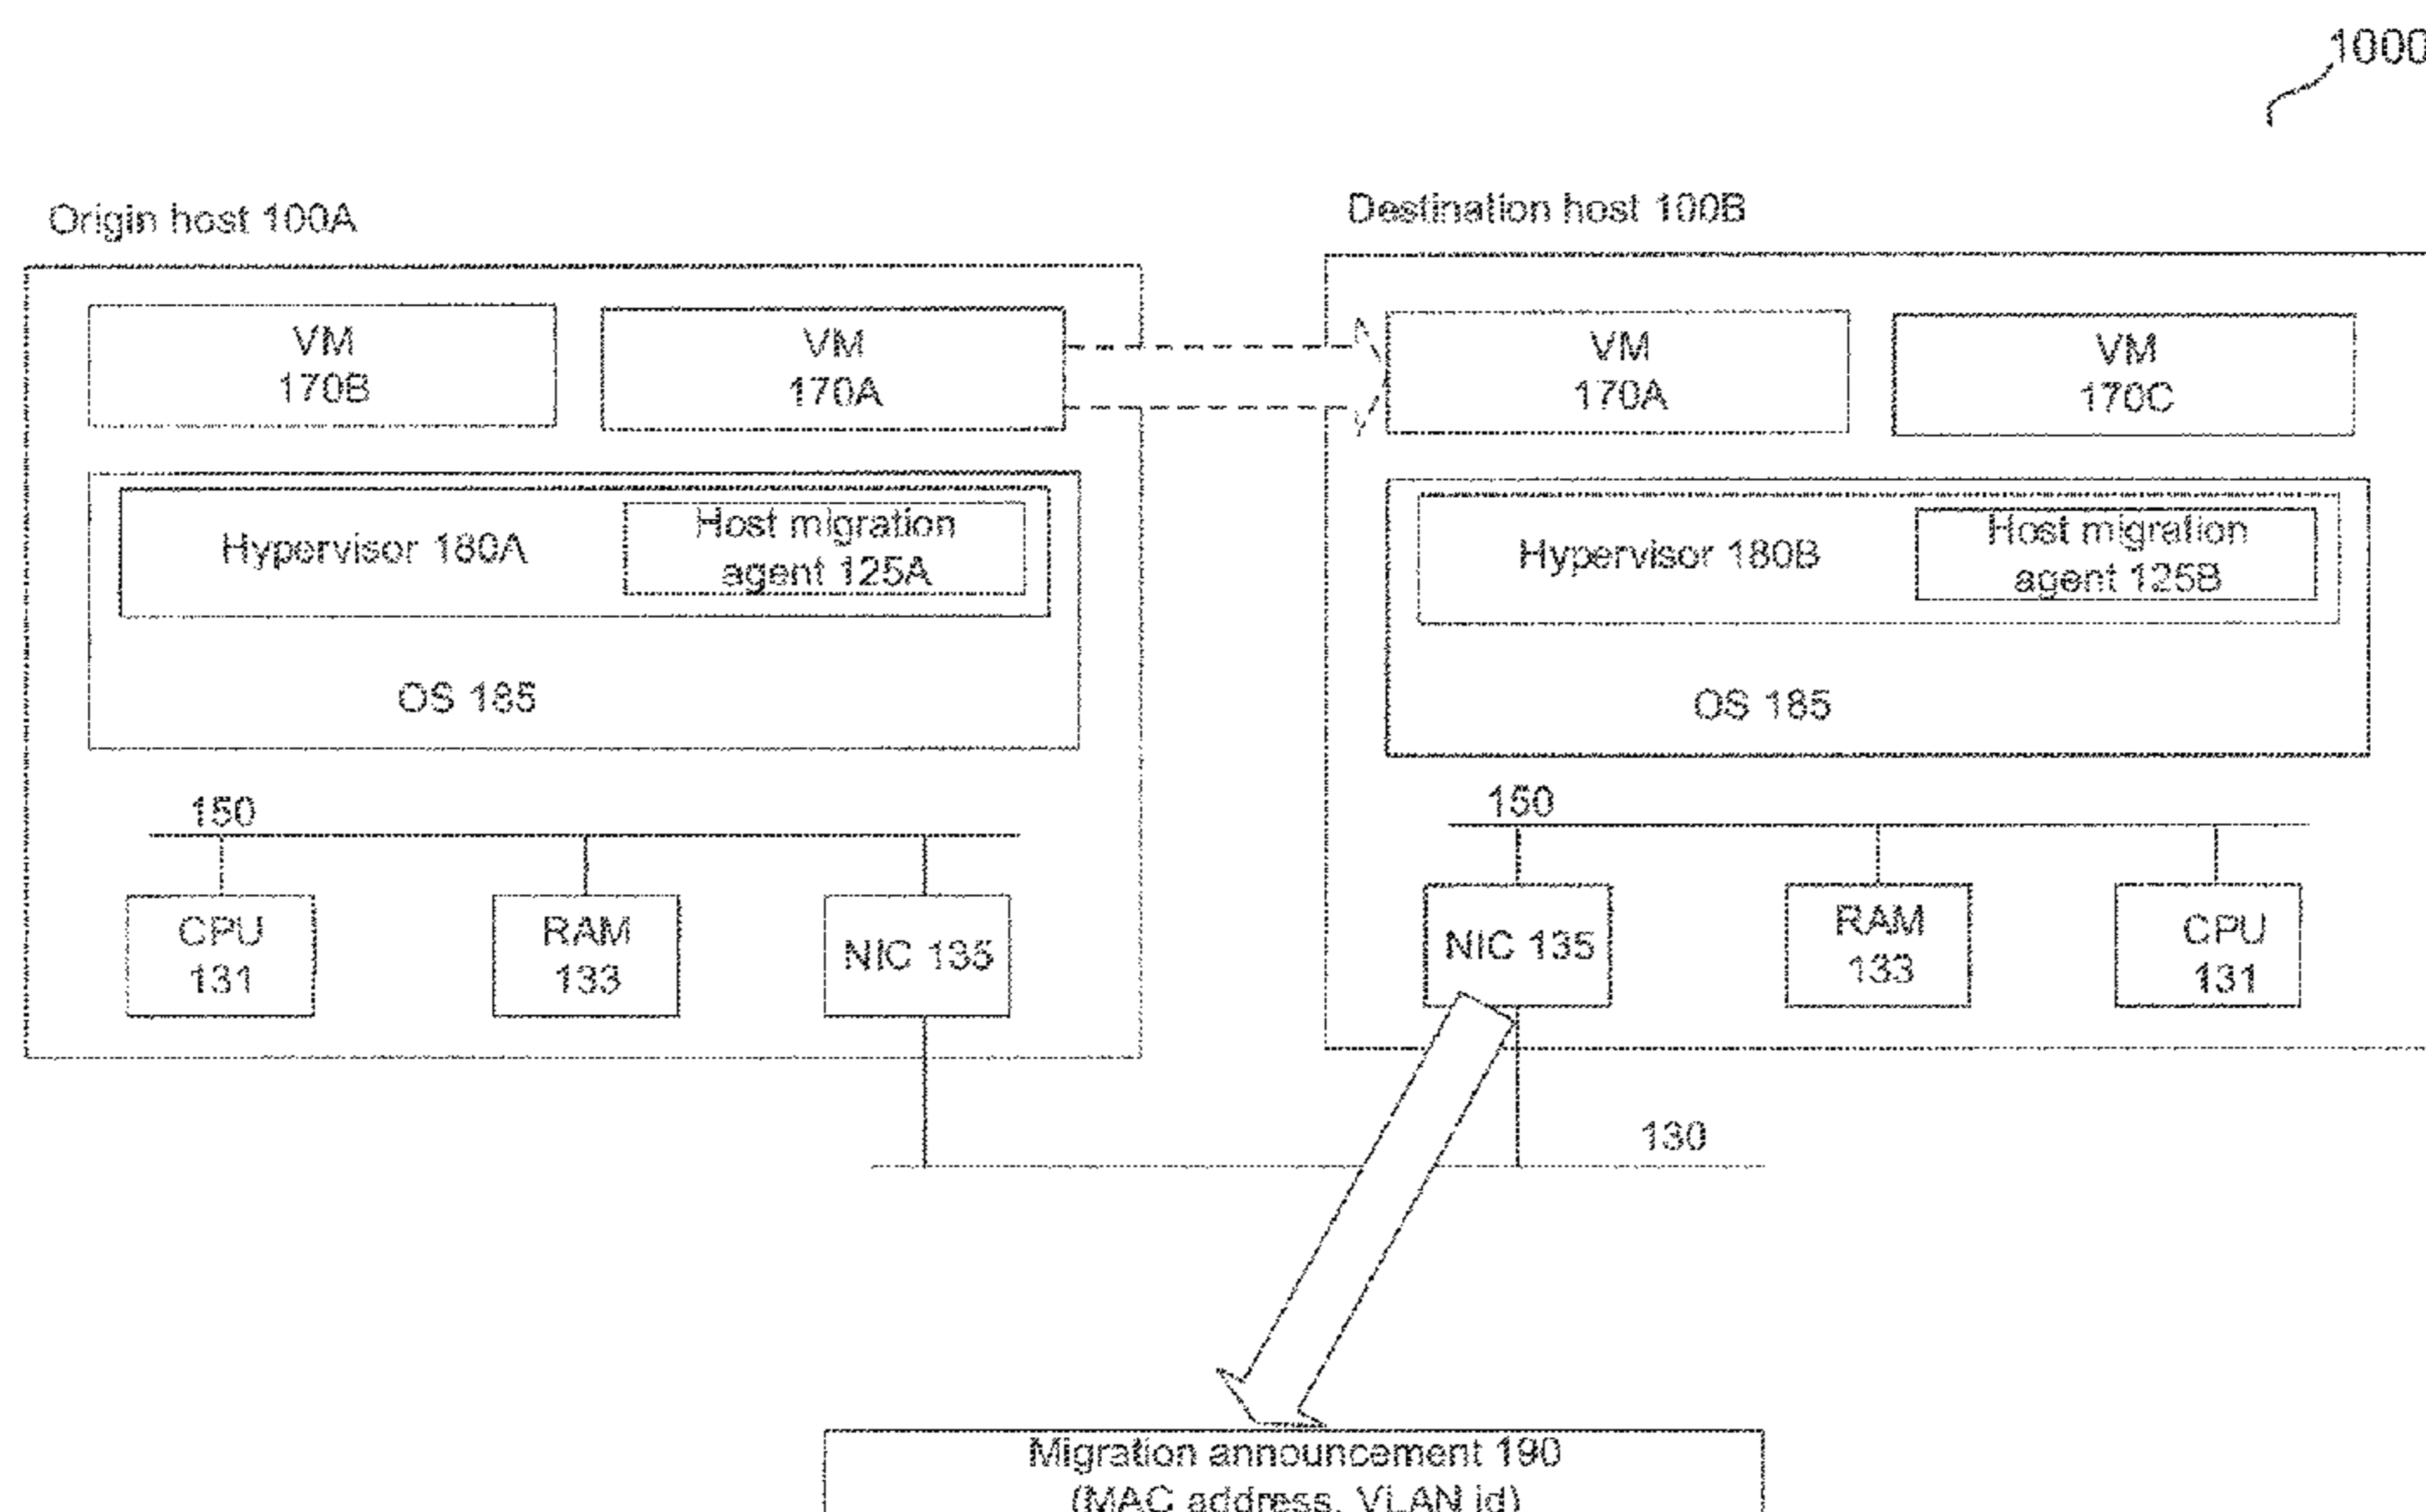 1000
Origin host 100A
Destination host 100B
VM
170B
VM
170A
VM
170A
VM
170C
Hypervisor 180A
Host migration
agent 125A
Hypervisor 180B
Host migration
agent 125B
OS 185
OS 185
150
150
CPU
131
RAM
133
NIC 135
NIC 135
RAM
133
CPU
131
130
Migration announcement 190
(MAC address, VLAN id)